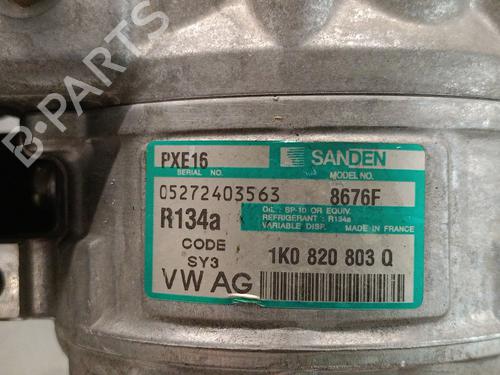 PXE16 SANDEN
SERIAL NO. MODEL NO.
05272403563 8676F
R134a OIL : SP-10 OR EQUIV.
REFRIGERANT : R134a
VARIABLE DISP. MADE IN FRANCE
CODE
SY3
VW AG 1K0 820 803 Q
B-PARTS